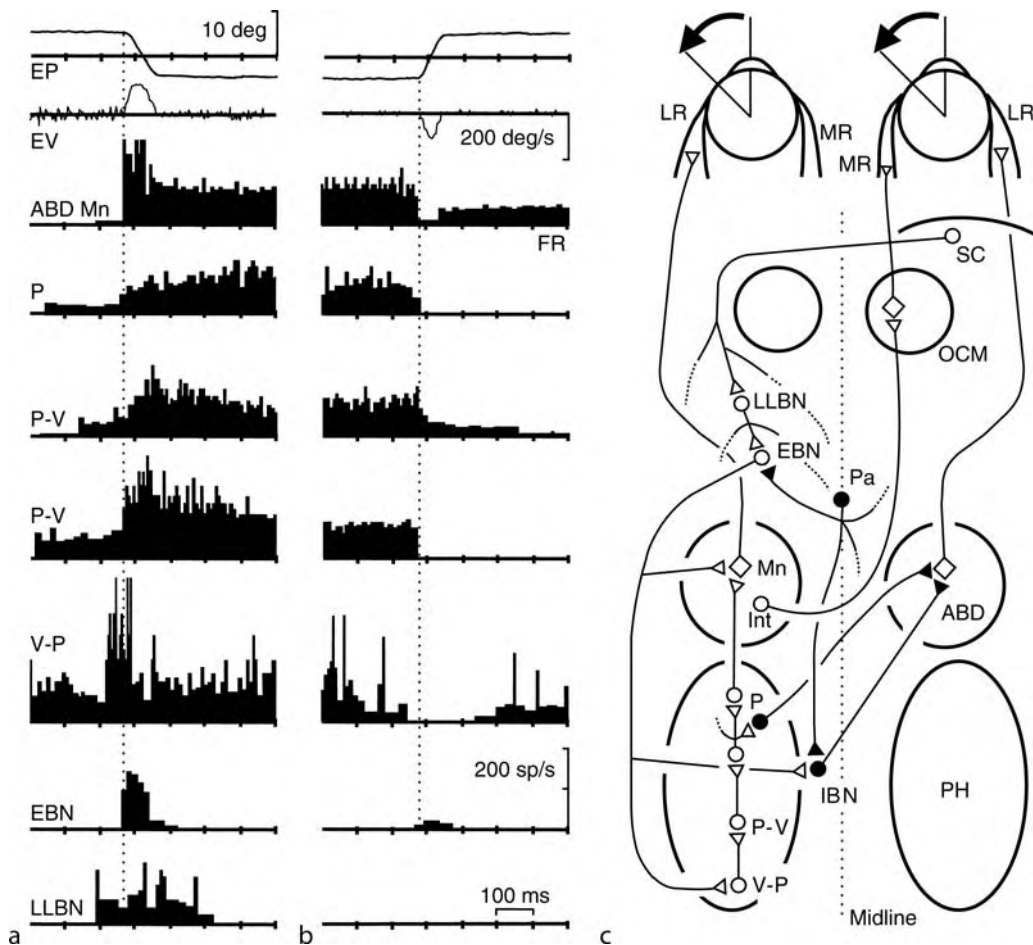 10 deg
EP
EV
200 deg/s
ABD Mn
FR
P
P-V
P-V
V-P
200 sp/s
EBN
100 ms
LLBN
a
b
LR
MR
MR
LR
SC
OCM
LLBN
EBN
Pa
Mn
Int
ABD
P
IBN
PH
P-V
V-P
Midline
c